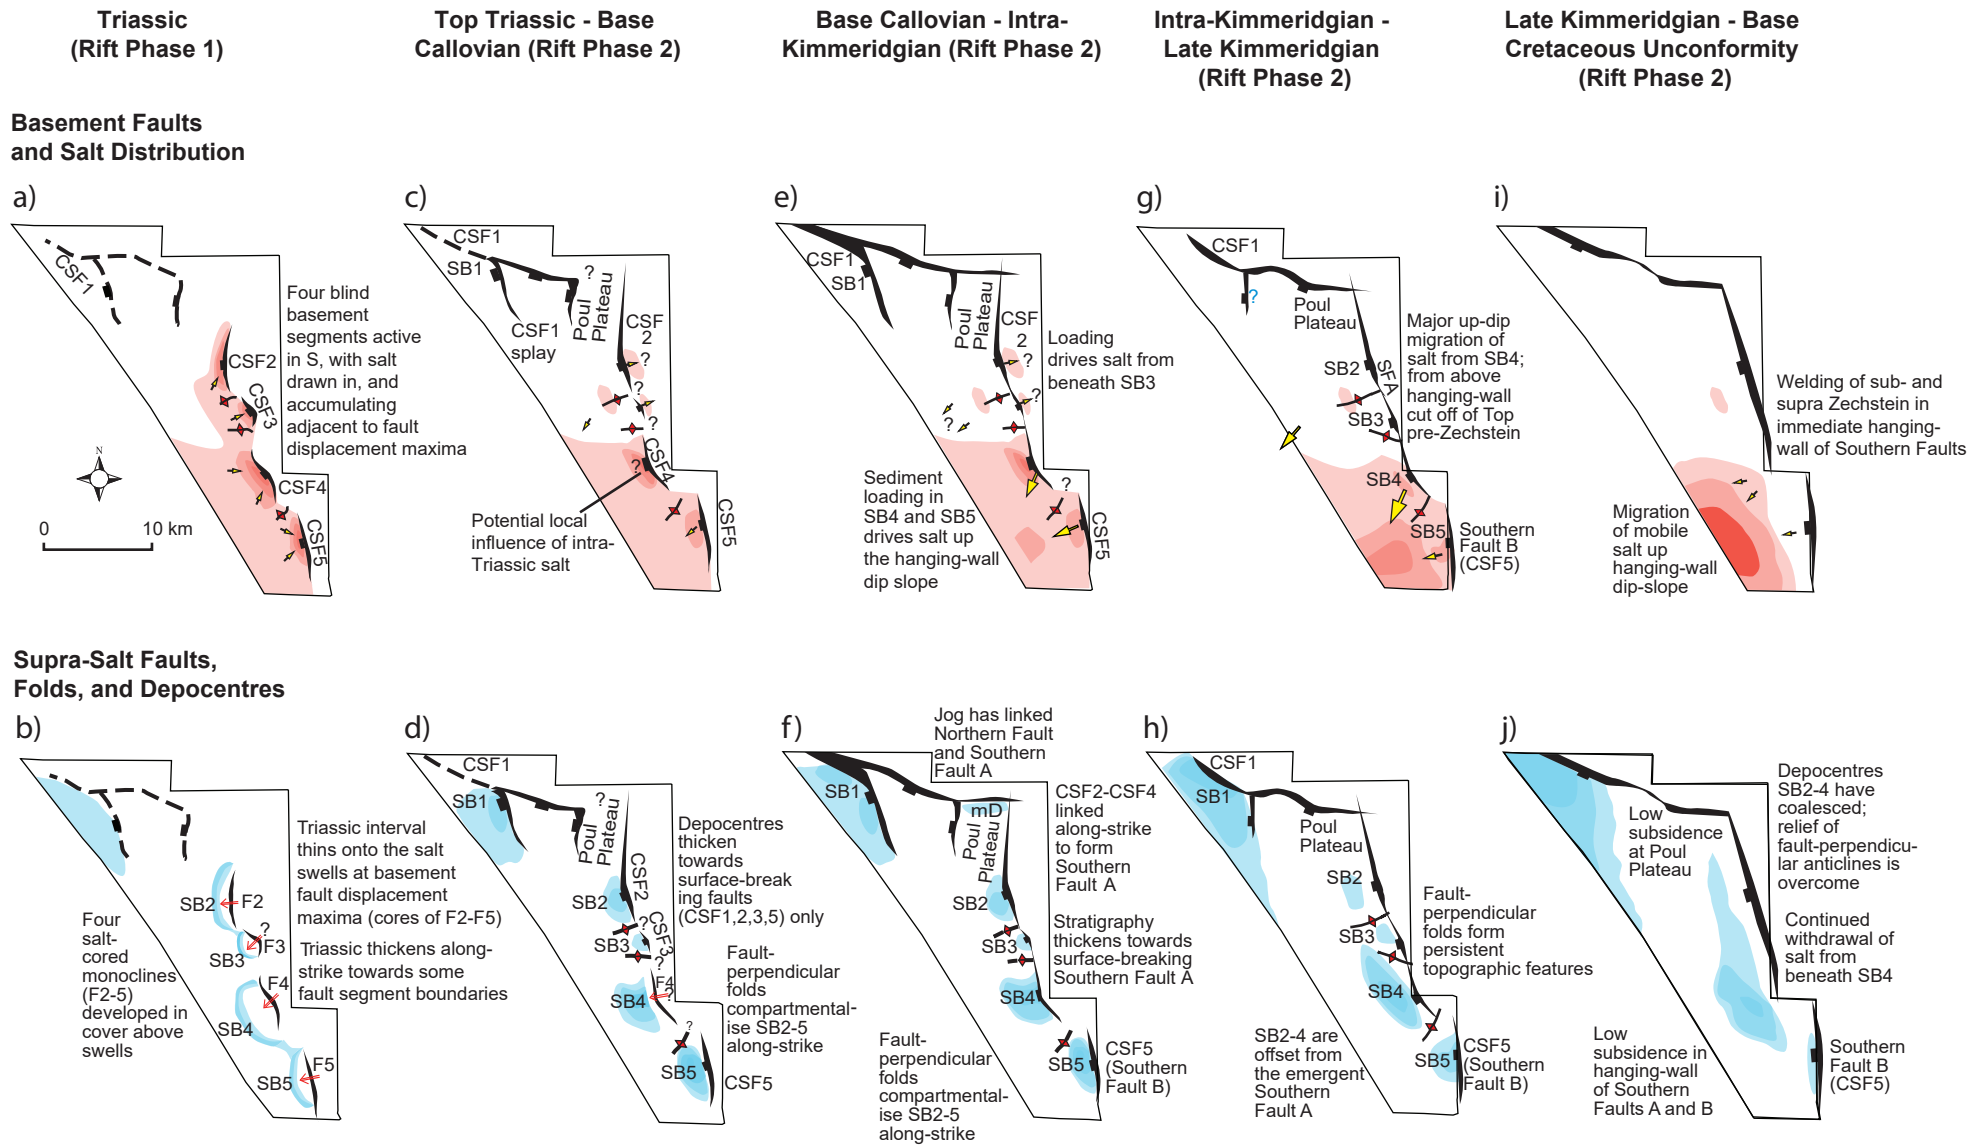 Triassic
(Rift Phase 1)
Top Triassic - Base
Callovian (Rift Phase 2)
Base Callovian - Intra-
Kimmeridgian (Rift Phase 2)
Intra-Kimmeridgian -
Late Kimmeridgian
(Rift Phase 2)
Late Kimmeridgian - Base
Cretaceous Unconformity
(Rift Phase 2)
Basement Faults
and Salt Distribution
a)
CSF1
Four blind
basement
segments active
in S, with salt
drawn in, and
accumulating
adjacent to fault
displacement maxima
CSF2
CSF3
CSF4
CSF5
N
0
10 km
c)
CSF1
SB1
?
Poul
Plateau
CSF1
splay
CSF
2
?
?
?
?
CSF4
CSF5
Potential local
influence of intra-
Triassic salt
e)
CSF1
SB1
Poul
Plateau
CSF
2
?
?
?
?
CSF5
Loading
drives salt from
beneath SB3
Sediment
loading in
SB4 and SB5
drives salt up
the hanging-wall
dip slope
g)
CSF1
?
Poul
Plateau
SB2
SFA
SB3
SB4
SB5
Major up-dip
migration of
salt from SB4;
from above
hanging-wall
cut off of Top
pre-Zechstein
Southern
Fault B
(CSF5)
i)
Welding of sub- and
supra Zechstein in
immediate hanging-
wall of Southern Faults
Migration
of mobile
salt up
hanging-wall
dip-slope
Supra-Salt Faults,
Folds, and Depocentres
b)
SB2
F2
?
F3
SB3
F4
SB4
F5
SB5
Four
salt-
cored
monoclines
(F2-5)
developed in
cover above
swells
Triassic interval
thins onto the salt
swells at basement
fault displacement
maxima (cores of F2-F5)
Triassic thickens along-
strike towards some
fault segment boundaries
d)
CSF1
SB1
?
Poul
Plateau
CSF2
SB2
?
CSF3
SB3
?
F4
?
SB4
?
SB5
CSF5
Depocentres
thicken
towards
surface-break
ing faults
(CSF1,2,3,5) only
Fault-
perpendicular
folds
compartmental-
ise SB2-5
along-strike
f)
Jog has linked
Northern Fault
and Southern
Fault A
SB1
mD
Poul
Plateau
SB2
SB3
SB4
SB5
CSF2-CSF4
linked
along-strike
to form
Southern
Fault A
Stratigraphy
thickens towards
surface-breaking
Southern Fault A
CSF5
(Southern
Fault B)
Fault-
perpendicular
folds
compartmental-
ise SB2-5
along-strike
h)
CSF1
SB1
Poul
Plateau
SB2
SB3
SB4
SB5
Fault-
perpendicular
folds form
persistent
topographic features
SB2-4 are
offset from
the emergent
Southern
Fault A
CSF5
(Southern
Fault B)
j)
Low
subsidence
at Poul
Plateau
Depocentres
SB2-4 have
coalesced;
relief of
fault-perpendicu-
lar anticlines is
overcome
Continued
withdrawal of
salt from
beneath SB4
Low
subsidence in
hanging-wall
of Southern
Faults A and B
Southern
Fault B
(CSF5)